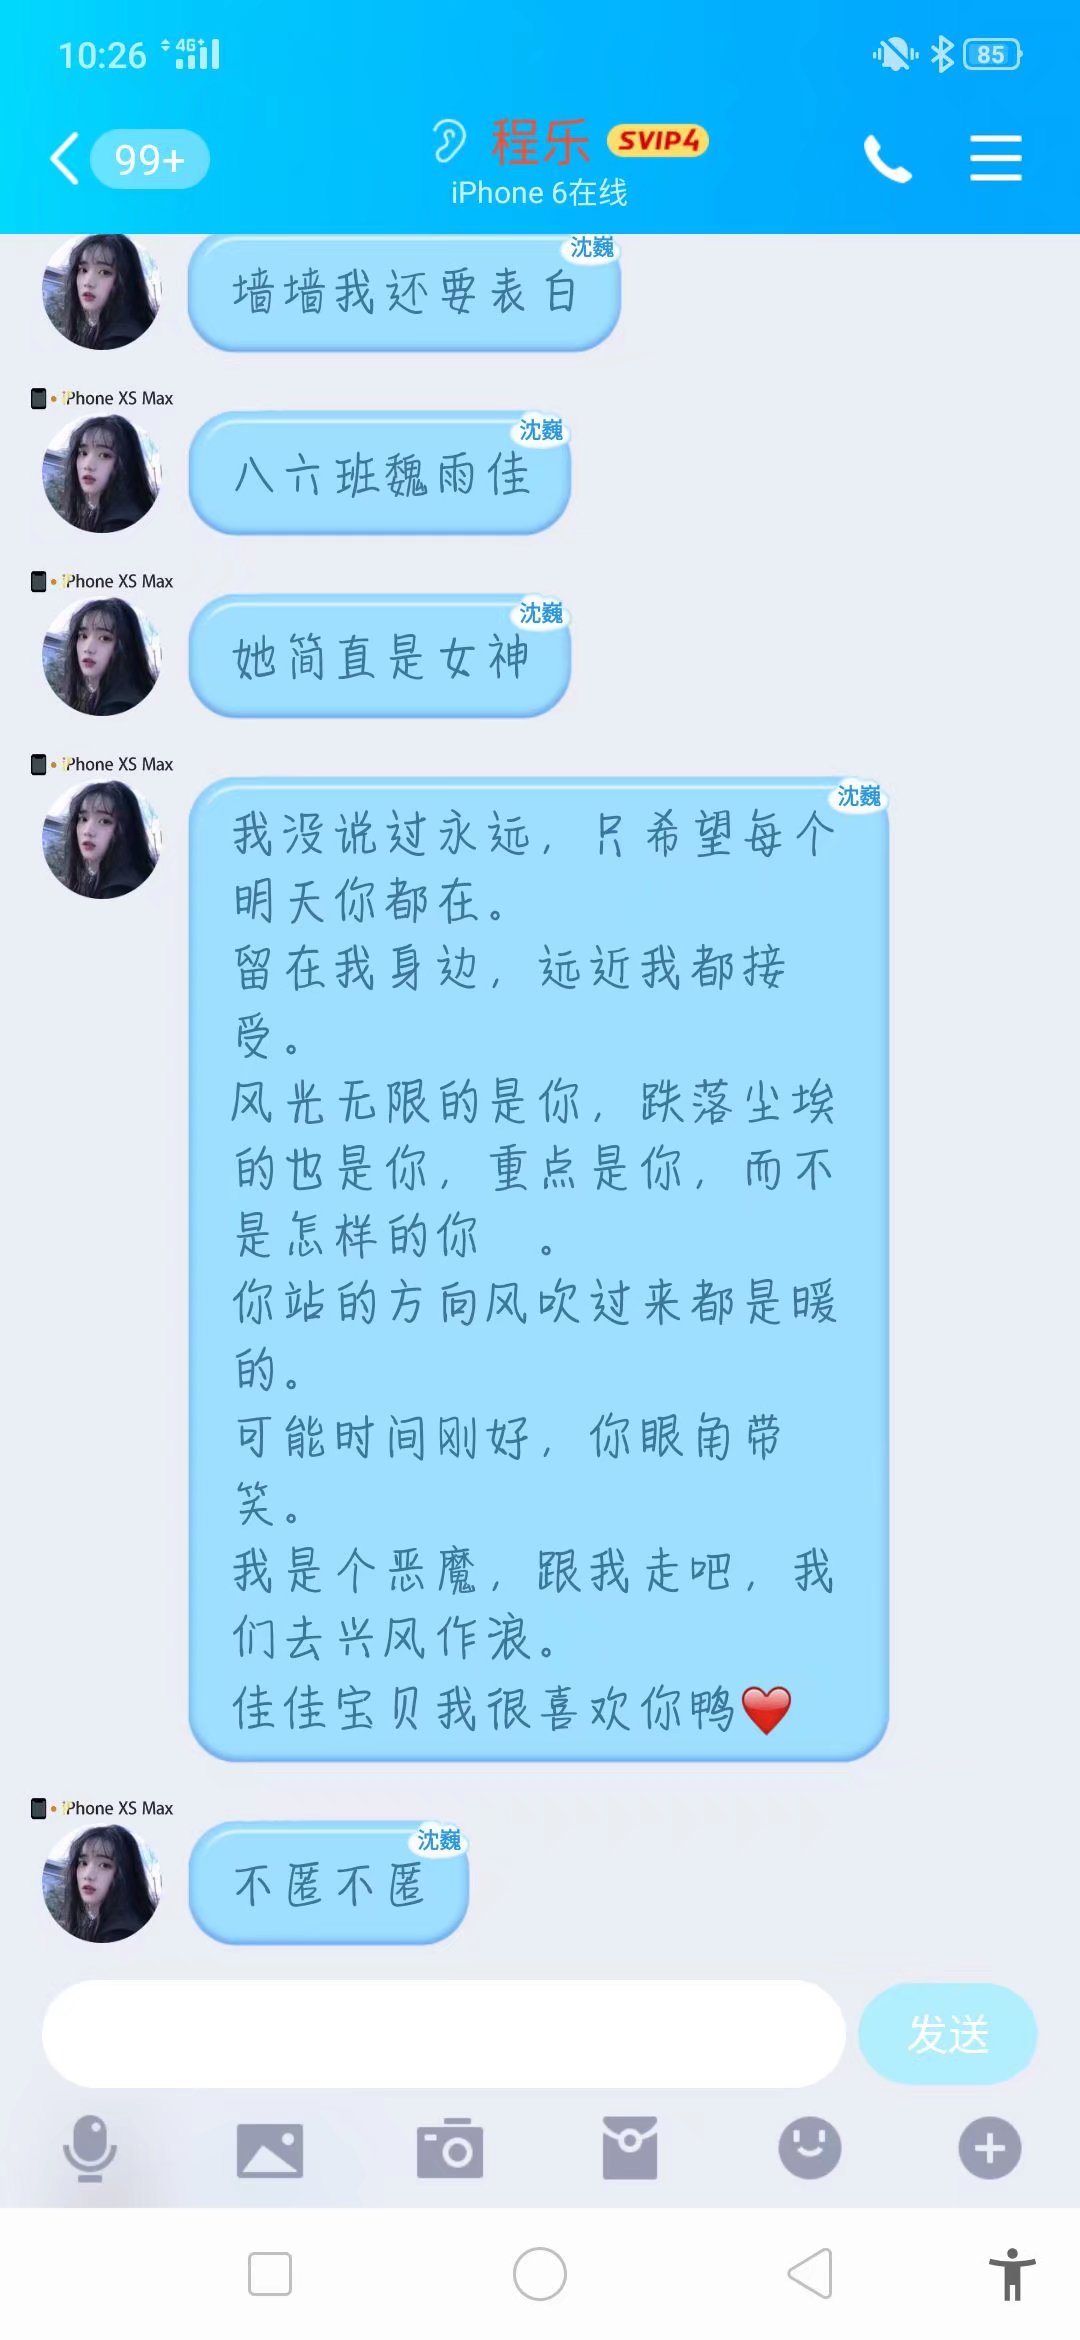 10:26 4G+ 85
99+ 程乐 SVIP4
iPhone 6在线
沈巍
墙墙我还要表白
iPhone XS Max
沈巍
八六班魏雨佳
iPhone XS Max
沈巍
她简直是女神
iPhone XS Max
沈巍
我没说过永远，只希望每个
明天你都在。
留在我身边，远近我都接
受。
风光无限的是你，跌落尘埃
的也是你，重点是你，而不
是怎样的你 。
你站的方向风吹过来都是暖
的。
可能时间刚好，你眼角带
笑。
我是个恶魔，跟我走吧，我
们去兴风作浪。
佳佳宝贝我很喜欢你鸭❤️
iPhone XS Max
沈巍
不匿不匿
发送